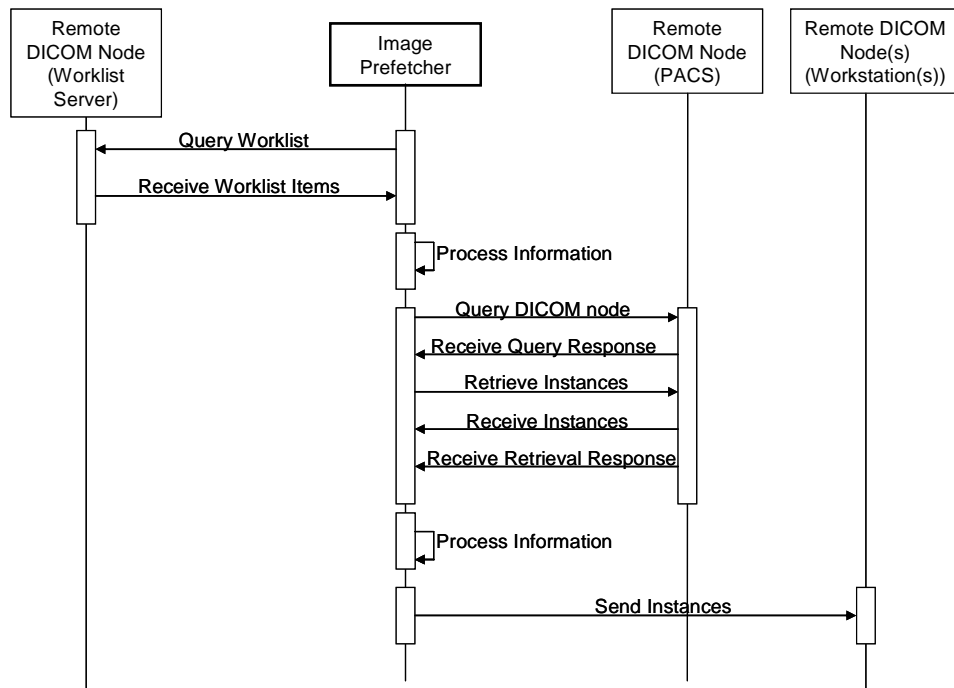 Remote
DICOM Node
(Worklist
Server)
Image
Prefetcher
Remote
DICOM Node
(PACS)
Remote DICOM
Node(s)
(Workstation(s))
Query Worklist
Receive Worklist Items
Process Information
Query DICOM node
Receive Query Response
Retrieve Instances
Receive Instances
Receive Retrieval Response
Process Information
Send Instances